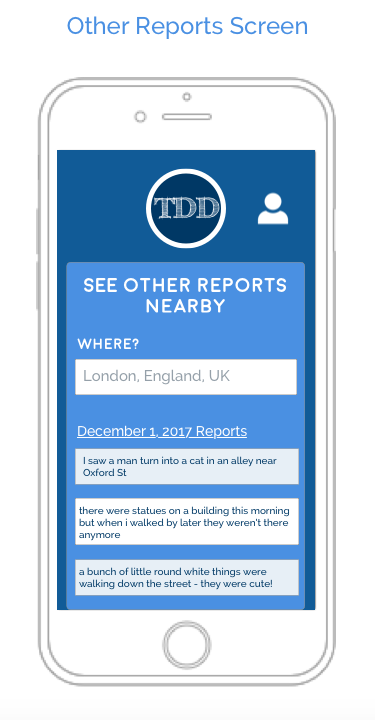 Other Reports Screen
TDD
SEE OTHER REPORTS
NEARBY
WHERE?
London, England, UK
December 1, 2017 Reports
I saw a man turn into a cat in an alley near
Oxford St
there were statues on a building this morning
but when i walked by later they weren't there
anymore
a bunch of little round white things were
walking down the street - they were cute!